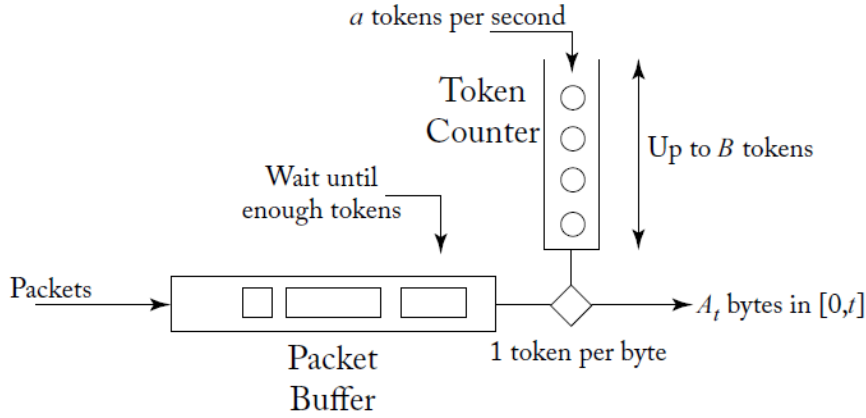 a tokens per second
Token
Counter
Up to B tokens
Wait until
enough tokens
Packets
A_t bytes in [0,t]
1 token per byte
Packet
Buffer